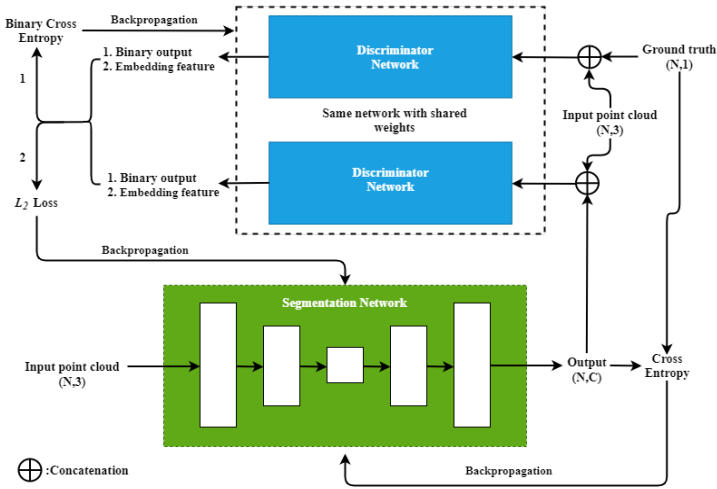 Binary Cross
Entropy
Backpropagation
1. Binary output
2. Embedding feature
Discriminator
Network
Ground truth
(N,1)
1
Same network with shared
weights
Input point cloud
(N,3)
2
1. Binary output
2. Embedding feature
Discriminator
Network
L2 Loss
Backpropagation
Segmentation Network
Input point cloud
(N,3)
Output
(N,C)
Cross
Entropy
:Concatenation
Backpropagation